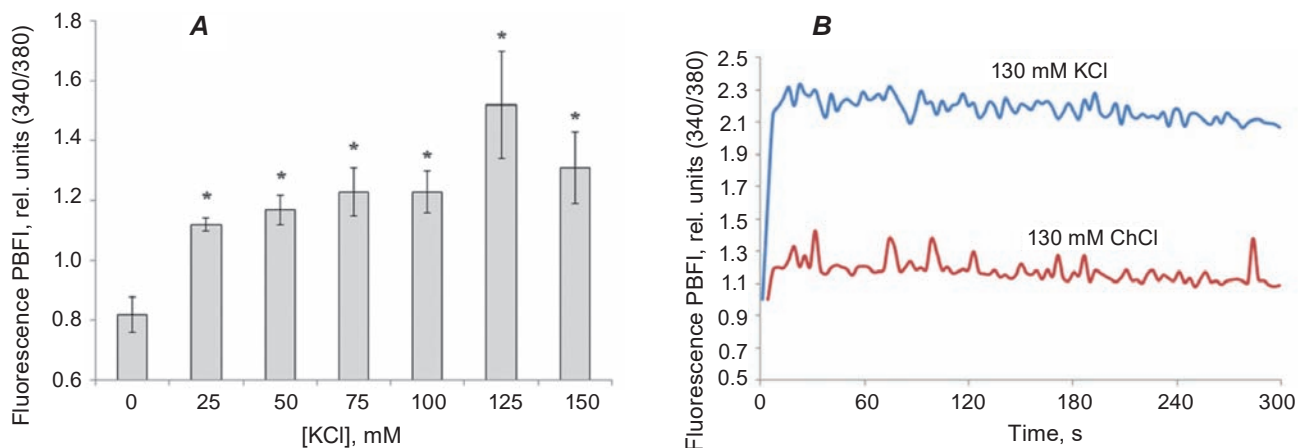 A
Fluorescence PBFI, rel. units (340/380)
1.8
1.6
1.4
1.2
1.0
0.8
0.6
*
*
*
*
*
*
0 25 50 75 100 125 150
[KCl], mM
B
Fluorescence PBFI, rel. units (340/380)
2.5
2.3
2.1
1.9
1.7
1.5
1.3
1.1
0.9
0.7
0.5
130 mM KCl
130 mM ChCl
0 60 120 180 240 300
Time, s